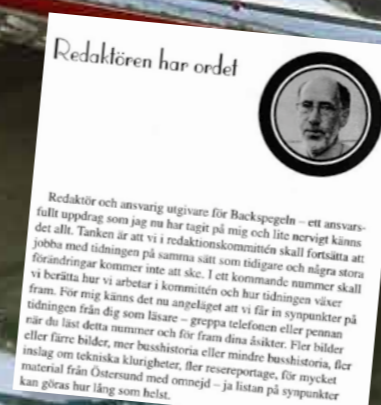 Redaktören har ordet
Redaktör och ansvarig utgivare för Backspegeln – ett ansvars-
fullt uppdrag som jag nu har tagit på mig och lite nervigt känns
det allt. Tanken är att vi i redaktionskommittén skall fortsätta att
jobba med tidningen på samma sätt som tidigare och några stora
förändringar kommer inte att ske. I ett kommande nummer skall
vi berätta hur vi arbetar i kommittén och hur tidningen växer
fram. För mig känns det nu angeläget att vi får in synpunkter på
tidningen från dig som läsare – greppa telefonen eller pennan
när du läst detta nummer och för fram dina åsikter. Fler bilder
eller färre bilder, mer busshistoria eller mindre busshistoria, fler
inslag om tekniska klurigheter, fler resereportage, för mycket
material från Östersund med omnejd – ja listan på synpunkter
kan göras hur lång som helst.